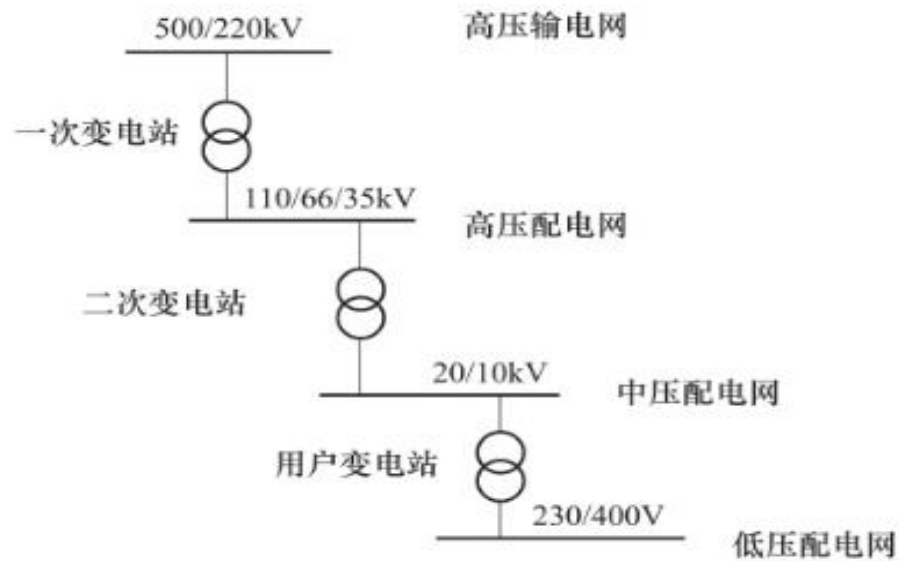 500/220kV
高压输电网
一次变电站
110/66/35kV
高压配电网
二次变电站
20/10kV
中压配电网
用户变电站
230/400V
低压配电网